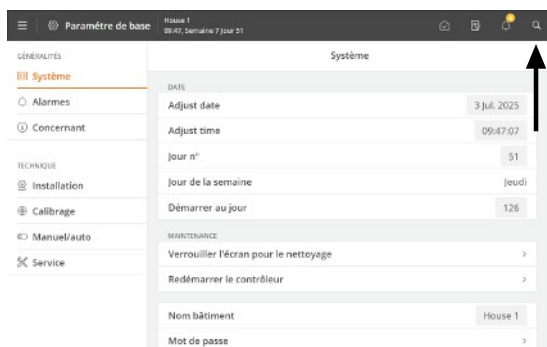 Paramétre de base
House 1
09:47, Semaine 7 Jour 51
GÉNÉRALITÉS
Système
Alarmes
Concernant
TECHNIQUE
Installation
Calibrage
Manuel/auto
Service
Système
DATE
Adjust date 3 Jul. 2025
Adjust time 09:47:07
Jour n° 51
Jour de la semaine Jeudi
Démarrer au jour 126
MAINTENANCE
Verrouiller l'écran pour le nettoyage
Redémarrer le contrôleur
Nom bâtiment House 1
Mot de passe